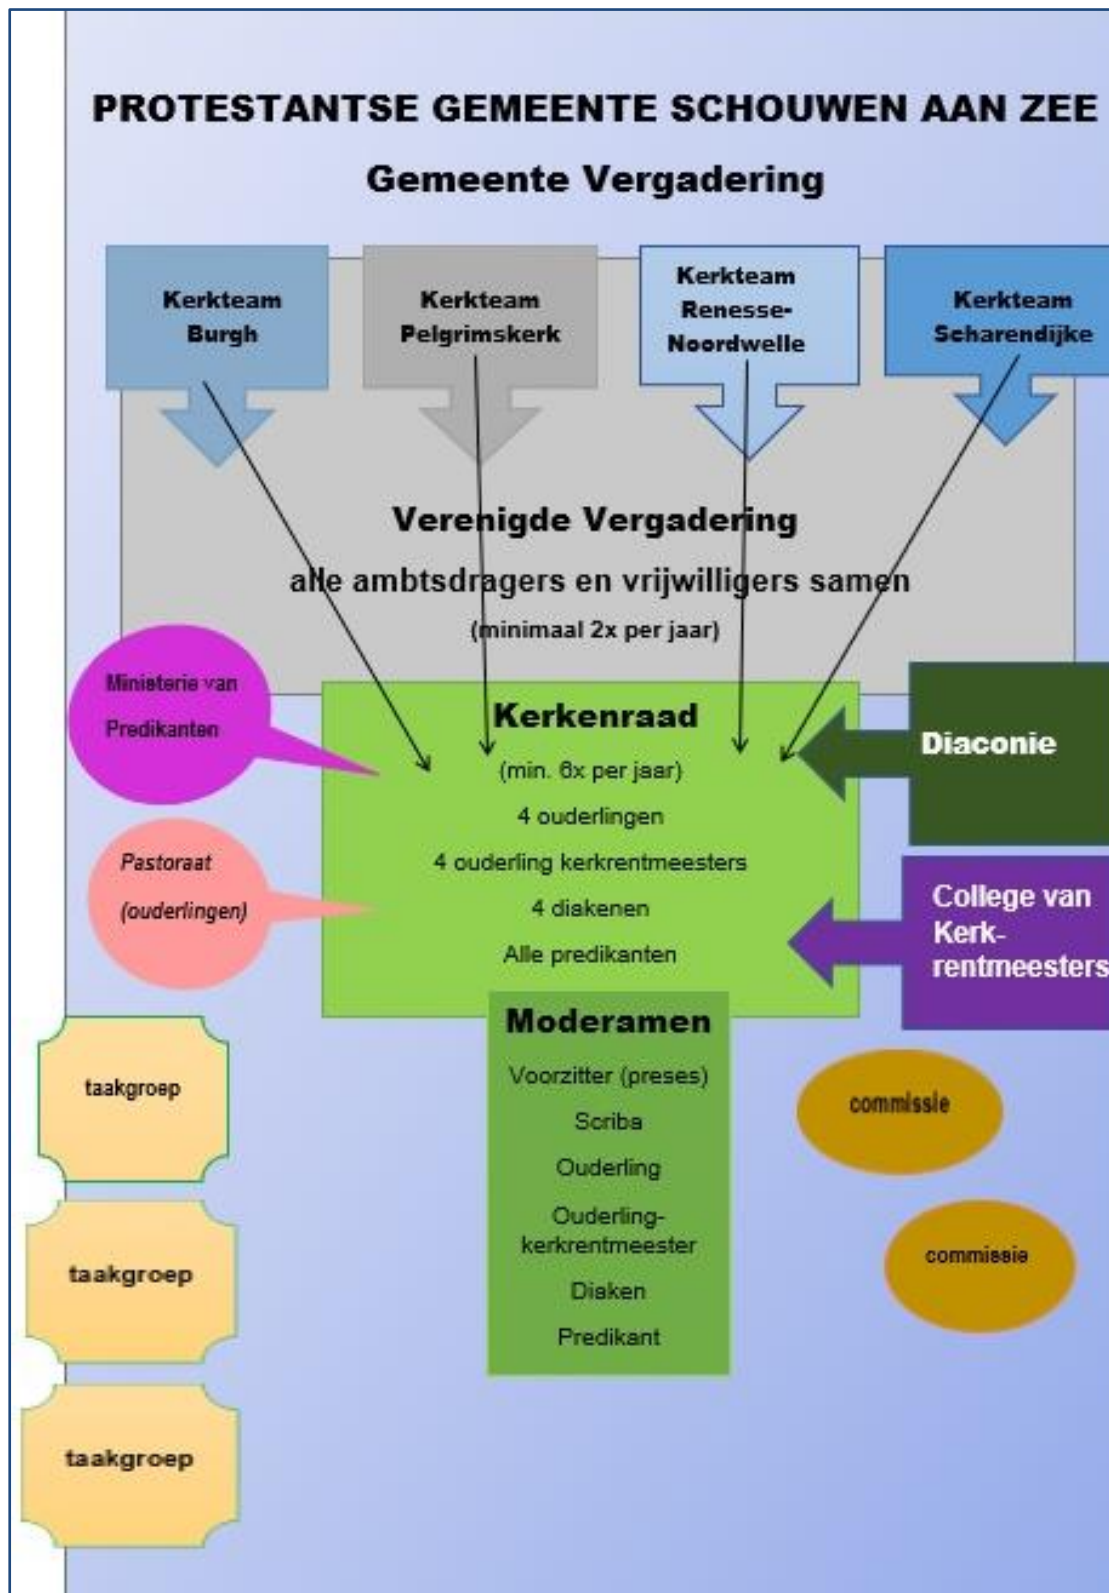 PROTESTANTSE GEMEENTE SCHOUWEN AAN ZEE
Gemeente Vergadering
Kerkteam
Burgh
Kerkteam
Pelgrimskerk
Kerkteam
Renesse-
Noordwelle
Kerkteam
Scharendijke
Verenigde Vergadering
alle ambtsdragers en vrijwilligers samen
(minimaal 2x per jaar)
Ministerie van
Predikanten
Kerkenraad
(min. 6x per jaar)
4 ouderlingen
4 ouderling kerkrentmeesters
4 diakenen
Alle predikanten
Diaconie
Pastoraat
(ouderlingen)
College van
Kerk-
rentmeesters
Moderamen
Voorzitter (preses)
Scriba
Ouderling
Ouderling-
kerkrentmeester
Diaken
Predikant
taakgroep
taakgroep
taakgroep
commissie
commissie